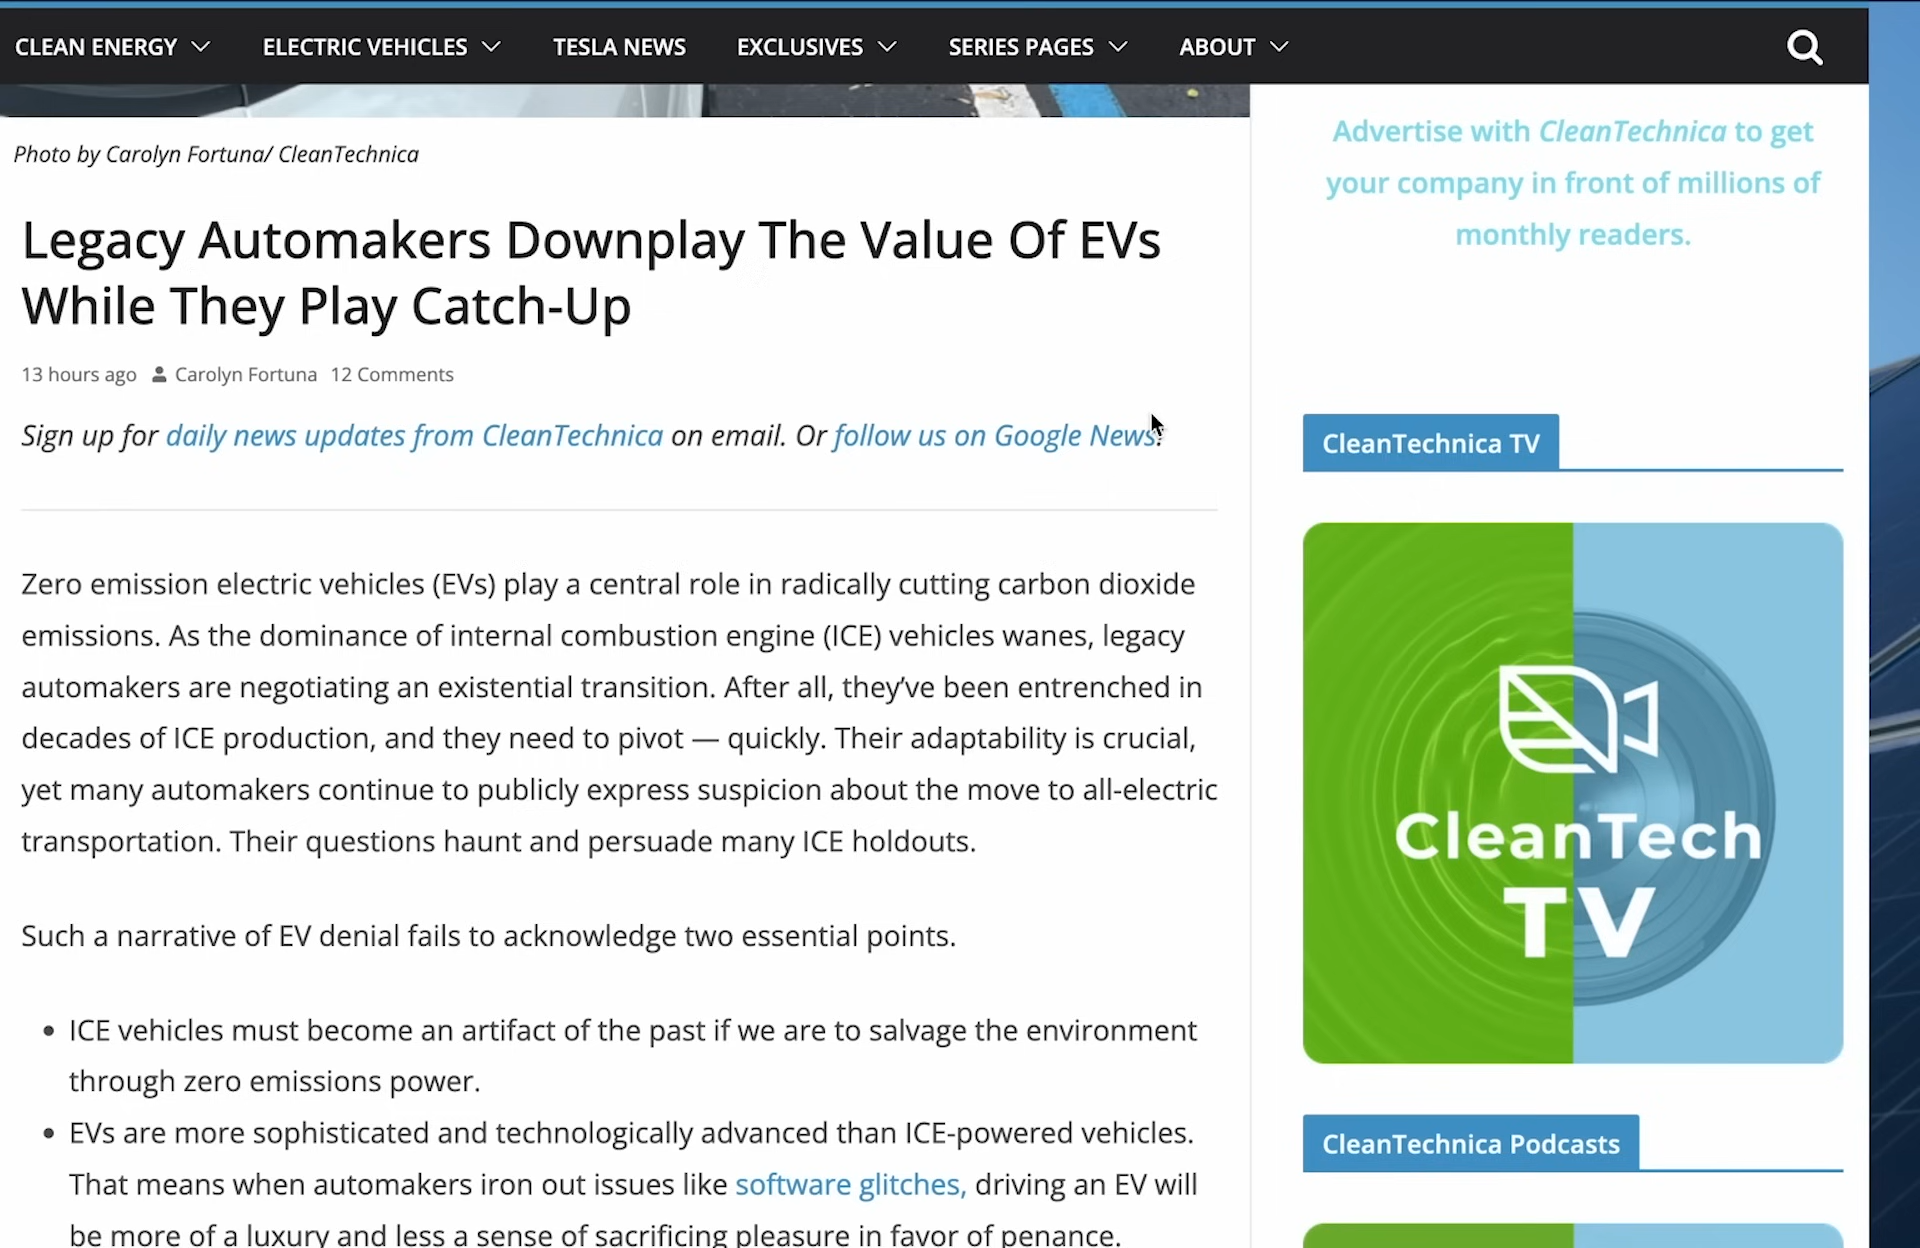 CLEAN ENERGY ELECTRIC VEHICLES TESLA NEWS EXCLUSIVES SERIES PAGES ABOUT
Photo by Carolyn Fortuna/ CleanTechnica
Legacy Automakers Downplay The Value Of EVs
While They Play Catch-Up
13 hours ago Carolyn Fortuna 12 Comments
Sign up for daily news updates from CleanTechnica on email. Or follow us on Google News!
Zero emission electric vehicles (EVs) play a central role in radically cutting carbon dioxide
emissions. As the dominance of internal combustion engine (ICE) vehicles wanes, legacy
automakers are negotiating an existential transition. After all, they’ve been entrenched in
decades of ICE production, and they need to pivot — quickly. Their adaptability is crucial,
yet many automakers continue to publicly express suspicion about the move to all-electric
transportation. Their questions haunt and persuade many ICE holdouts.
Such a narrative of EV denial fails to acknowledge two essential points.
• ICE vehicles must become an artifact of the past if we are to salvage the environment
through zero emissions power.
• EVs are more sophisticated and technologically advanced than ICE-powered vehicles.
That means when automakers iron out issues like software glitches, driving an EV will
be more of a luxury and less a sense of sacrificing pleasure in favor of penance.
Advertise with CleanTechnica to get
your company in front of millions of
monthly readers.
CleanTechnica TV
CleanTech
TV
CleanTechnica Podcasts